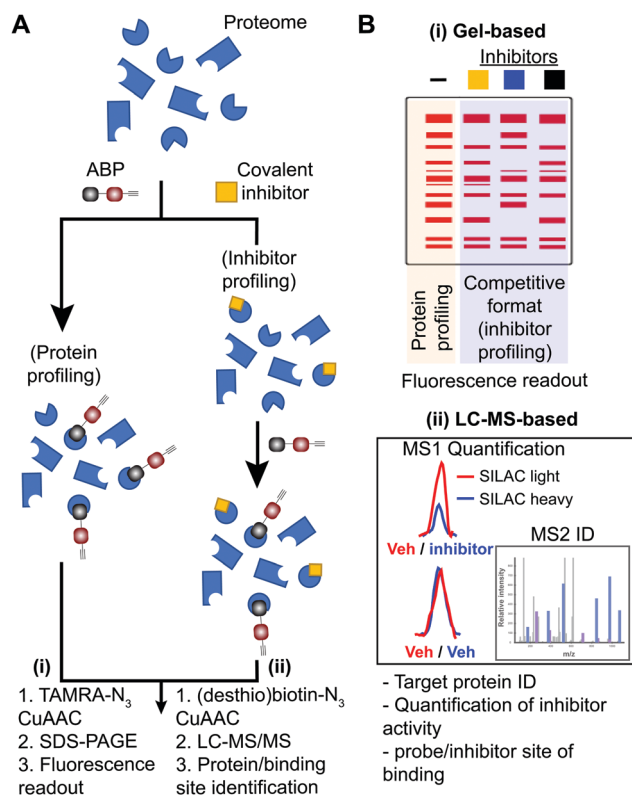 A
Proteome
ABP
Covalent
inhibitor
(Inhibitor
profiling)
(Protein
profiling)
(i)
(ii)
1. TAMRA-N3
CuAAC
2. SDS-PAGE
3. Fluorescence
readout
1. (desthio)biotin-N3
CuAAC
2. LC-MS/MS
3. Protein/binding
site identification
B
(i) Gel-based
Inhibitors
Protein
profiling
Competitive
format
(inhibitor
profiling)
Fluorescence readout
(ii) LC-MS-based
MS1 Quantification
SILAC light
SILAC heavy
Veh / inhibitor
Veh / Veh
MS2 ID
Relative intensity
m/z
- Target protein ID
- Quantification of inhibitor
activity
- probe/inhibitor site of
binding